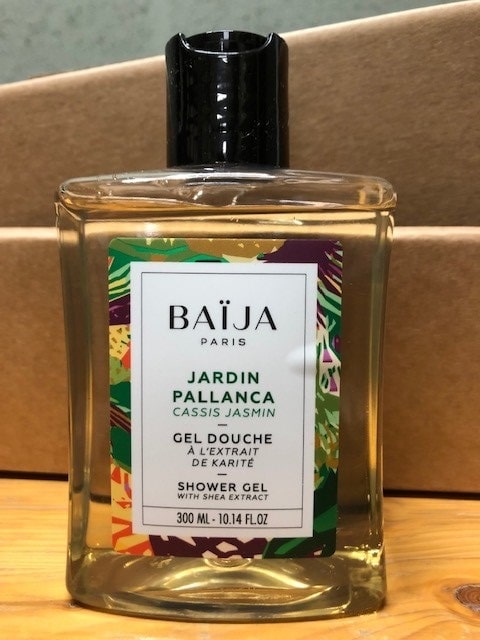 BAÏJA
PARIS
JARDIN
PALLANCA
CASSIS JASMIN
GEL DOUCHE
À L'EXTRAIT
DE KARITÉ
SHOWER GEL
WITH SHEA EXTRACT
300 ML - 10.14 FL.OZ